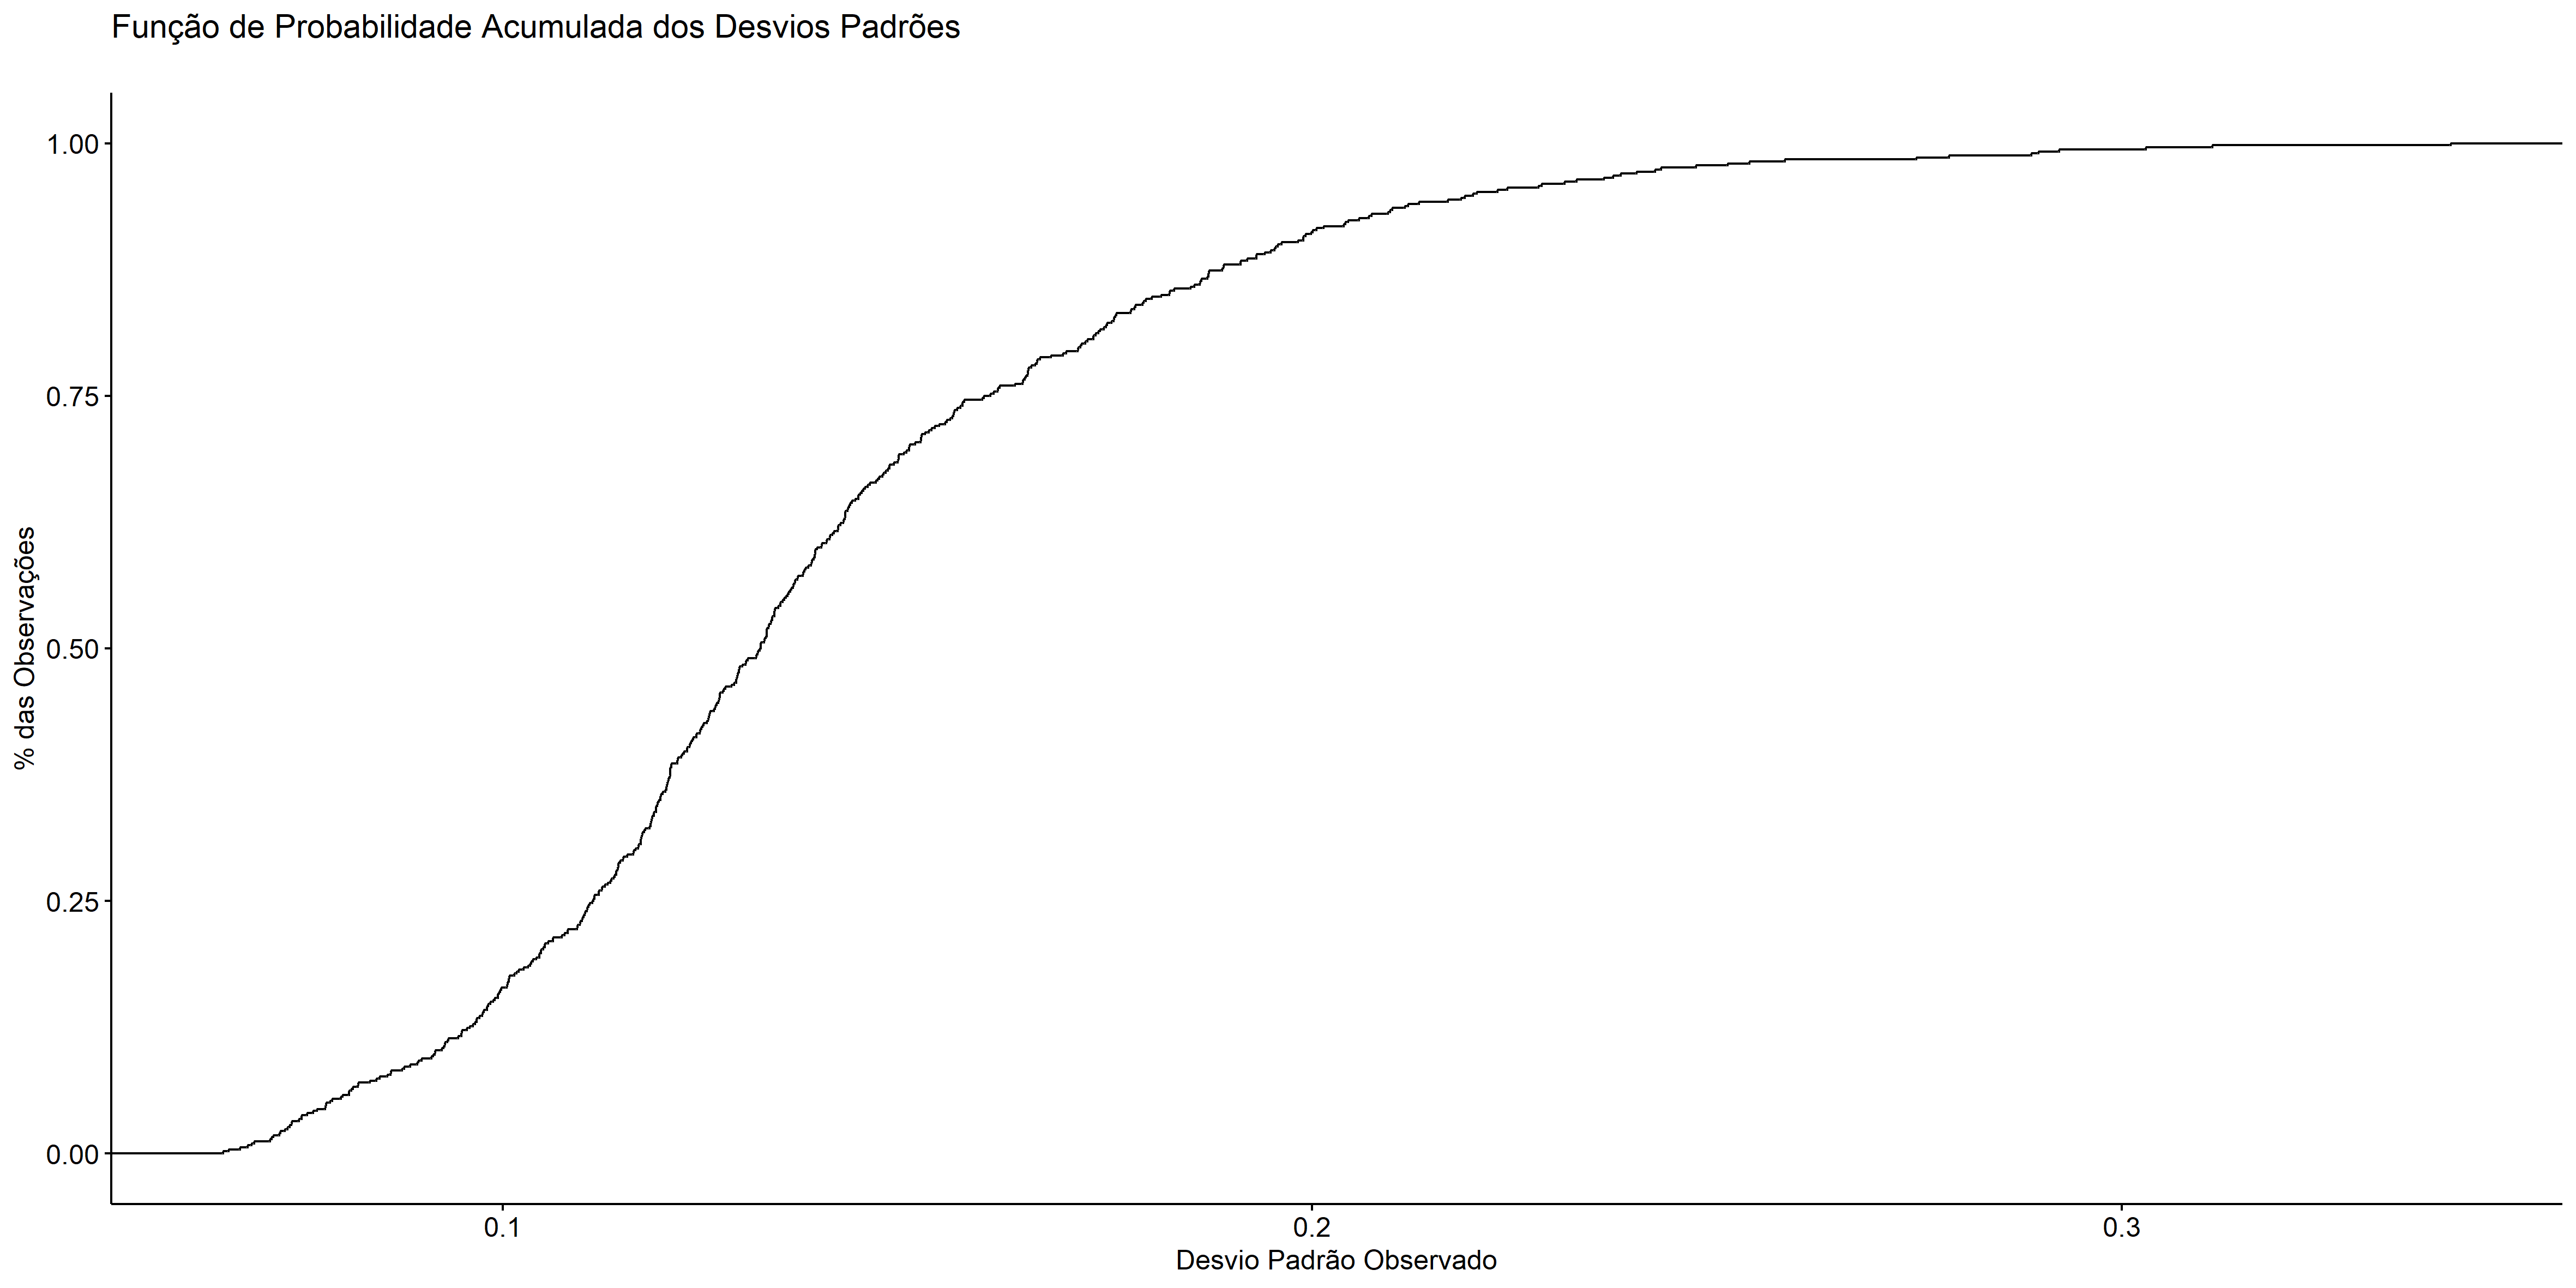 Função de Probabilidade Acumulada dos Desvios Padrões
1.00
0.75
0.50
0.25
0.00
% das Observações
0.1
0.2
0.3
Desvio Padrão Observado